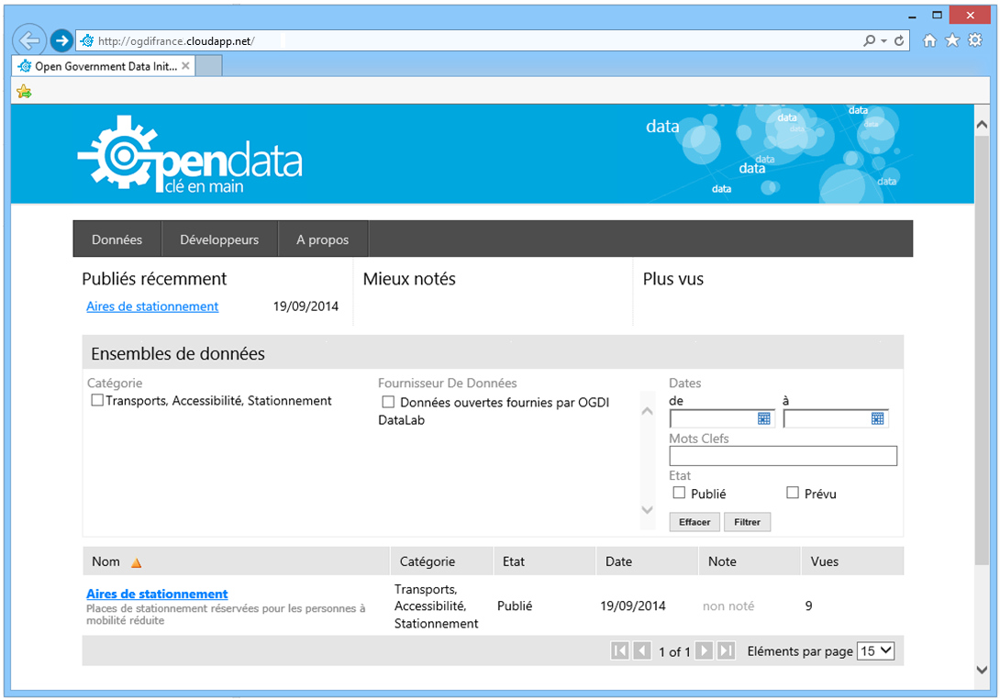 http://ogdifrance.cloudapp.net/
Open Government Data Init...
Opendata
clé en main
data
data
data
data
data
data
data
data
Données
Développeurs
A propos
Publiés récemment
Mieux notés
Plus vus
Aires de stationnement 19/09/2014
Ensembles de données
Catégorie
Transports, Accessibilité, Stationnement
Fournisseur De Données
Données ouvertes fournies par OGDI
DataLab
Dates
de à
Mots Clefs
Etat
Publié Prévu
Effacer Filtrer
Nom Catégorie Etat Date Note Vues
Aires de stationnement
Places de stationnement réservées pour les personnes à
mobilité réduite
Transports,
Accessibilité,
Stationnement
Publié
19/09/2014
non noté
9
1 of 1
Eléments par page 15